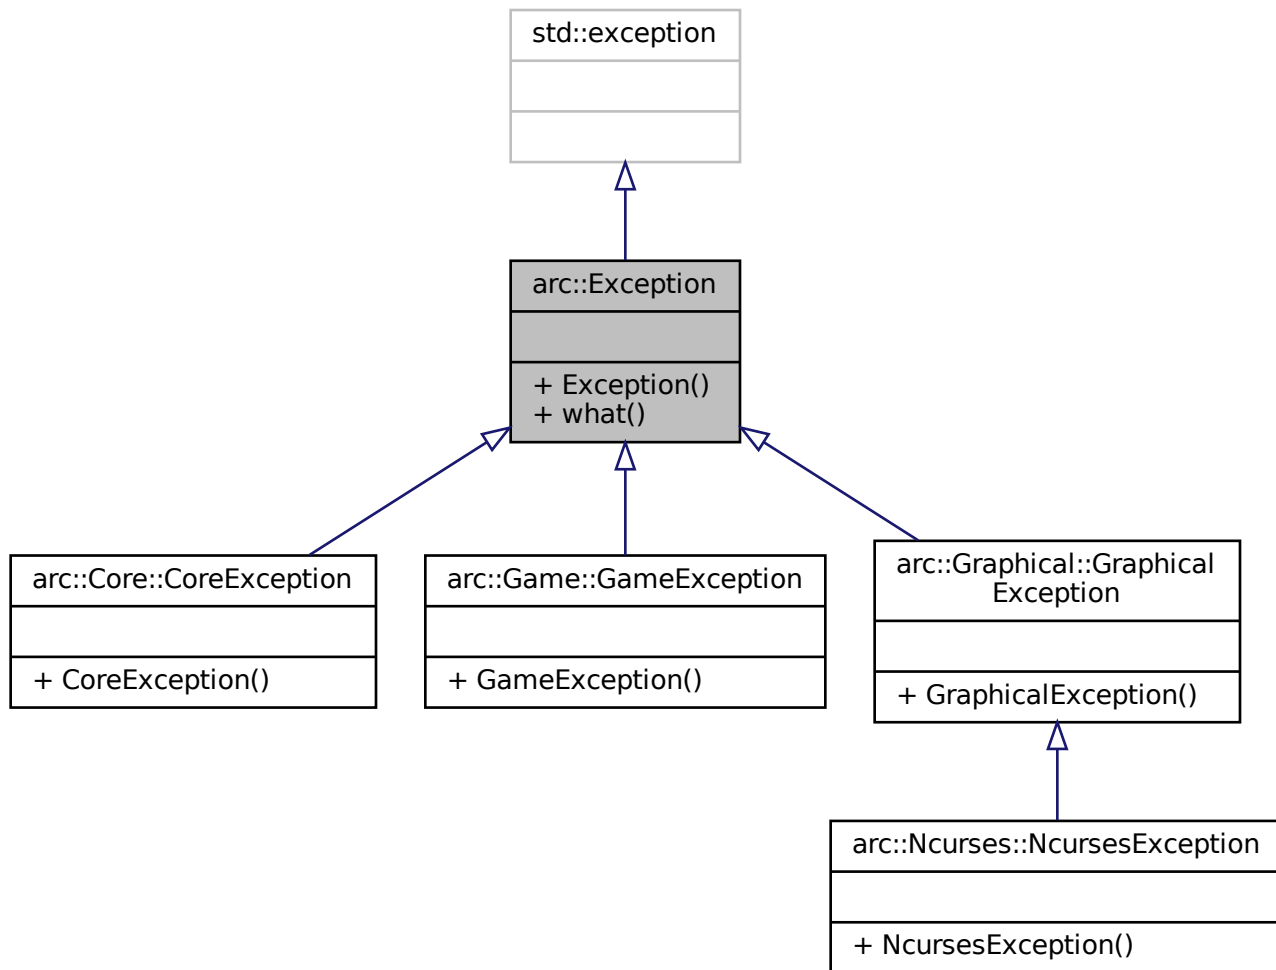 std::exception
arc::Exception
+ Exception()
+ what()
arc::Core::CoreException
+ CoreException()
arc::Game::GameException
+ GameException()
arc::Graphical::Graphical
Exception
+ GraphicalException()
arc::Ncurses::NcursesException
+ NcursesException()